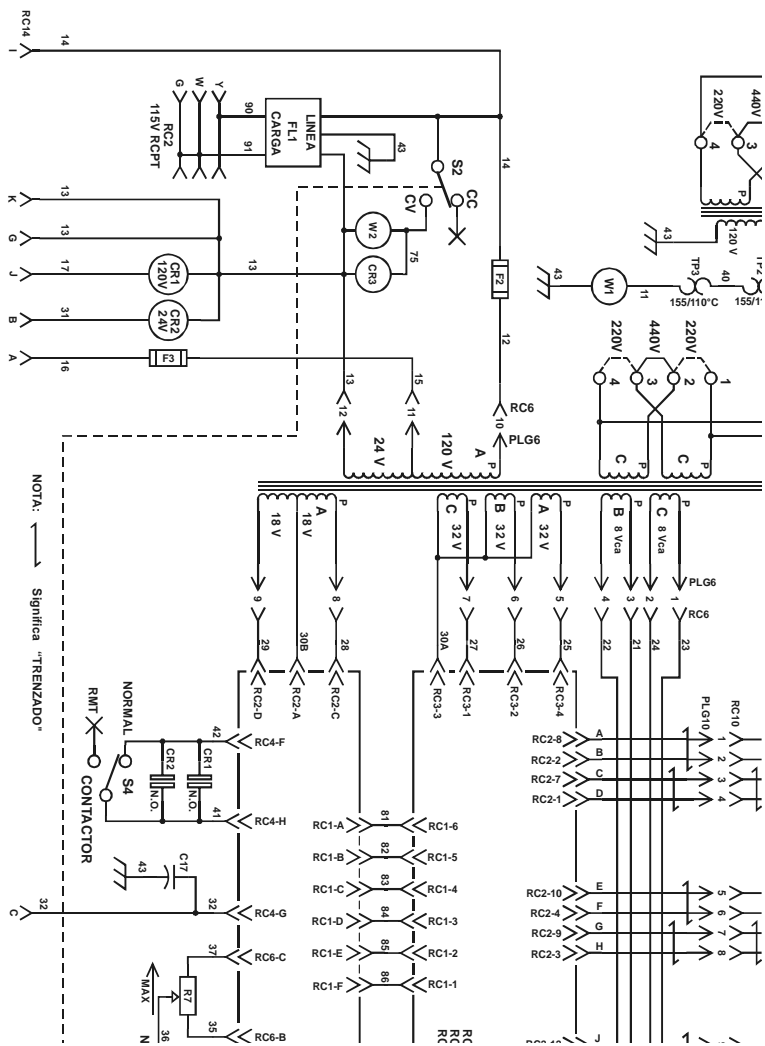 RC14
I
14
G
W
Y
RC2
115V RCPT
90
91
LINEA
FL1
CARGA
43
14
S2
CC
CV
W2
CR3
75
F2
12
K
13
G
13
J
17
CR1
120V
13
B
31
CR2
24V
A
16
F3
13
15
12
11
10
RC6
PLG6
24 V
120V
A
P
440V
220V
4
3
P
43
120 V
43
W1
11
TP3
40
TP2
155/110°C
155/11
220V
440V
220V
4
3
2
1
C
P
C
P
NOTA:
Significa "TRENZADO"
A
P
18 V
18 V
P
C
32 V
P
B
32 V
P
A
32 V
P
B
8 Vca
P
C
8 Vca
PLG6
RC6
9
8
7
6
5
4
3
2
1
29
30B
28
30A
27
26
25
22
21
24
23
RC2-D
RC2-A
RC2-C
RC3-3
RC3-1
RC3-2
RC3-4
PLG10
RC10
RMT
NORMAL
S4
CONTACTOR
42
CR2
N.O.
CR1
N.O.
41
RC4-F
RC4-H
RC2-8
A
1
RC2-2
B
2
RC2-7
C
3
RC2-1
D
4
RC1-A
81
RC1-6
RC1-B
82
RC1-5
RC1-C
83
RC1-4
RC1-D
84
RC1-3
RC1-E
85
RC1-2
RC1-F
86
RC1-1
43
C17
C
32
32
RC4-G
RC2-10
E
5
RC2-4
F
6
RC2-9
G
7
RC2-3
H
8
37
RC6-C
MAX
R7
36
35
RC6-B
J